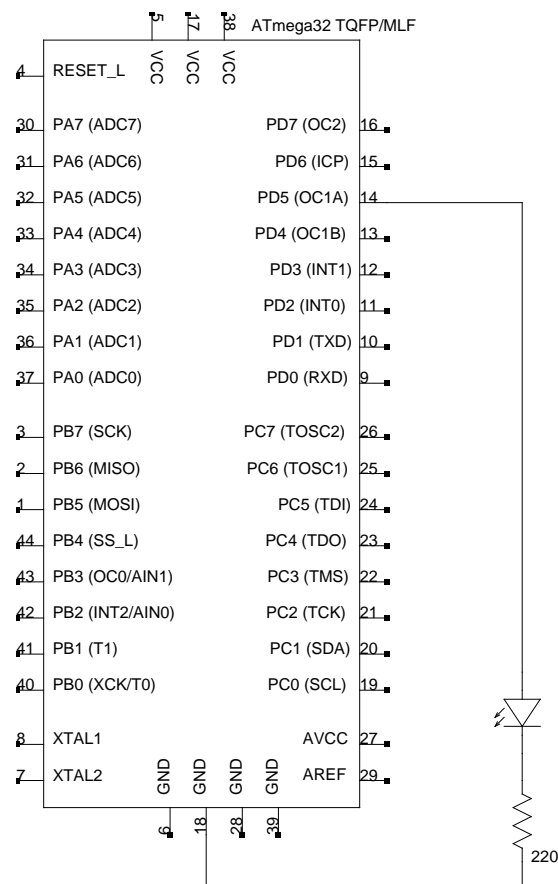 5 17 38 ATmega32 TQFP/MLF
VCC VCC VCC
4 RESET_L
30 PA7 (ADC7) PD7 (OC2) 16
31 PA6 (ADC6) PD6 (ICP) 15
32 PA5 (ADC5) PD5 (OC1A) 14
33 PA4 (ADC4) PD4 (OC1B) 13
34 PA3 (ADC3) PD3 (INT1) 12
35 PA2 (ADC2) PD2 (INT0) 11
36 PA1 (ADC1) PD1 (TXD) 10
37 PA0 (ADC0) PD0 (RXD) 9
3 PB7 (SCK) PC7 (TOSC2) 26
2 PB6 (MISO) PC6 (TOSC1) 25
1 PB5 (MOSI) PC5 (TDI) 24
44 PB4 (SS_L) PC4 (TDO) 23
43 PB3 (OC0/AIN1) PC3 (TMS) 22
42 PB2 (INT2/AIN0) PC2 (TCK) 21
41 PB1 (T1) PC1 (SDA) 20
40 PB0 (XCK/T0) PC0 (SCL) 19
8 XTAL1 AVCC 27
7 XTAL2 AREF 29
GND GND GND GND
6 18 28 39
220